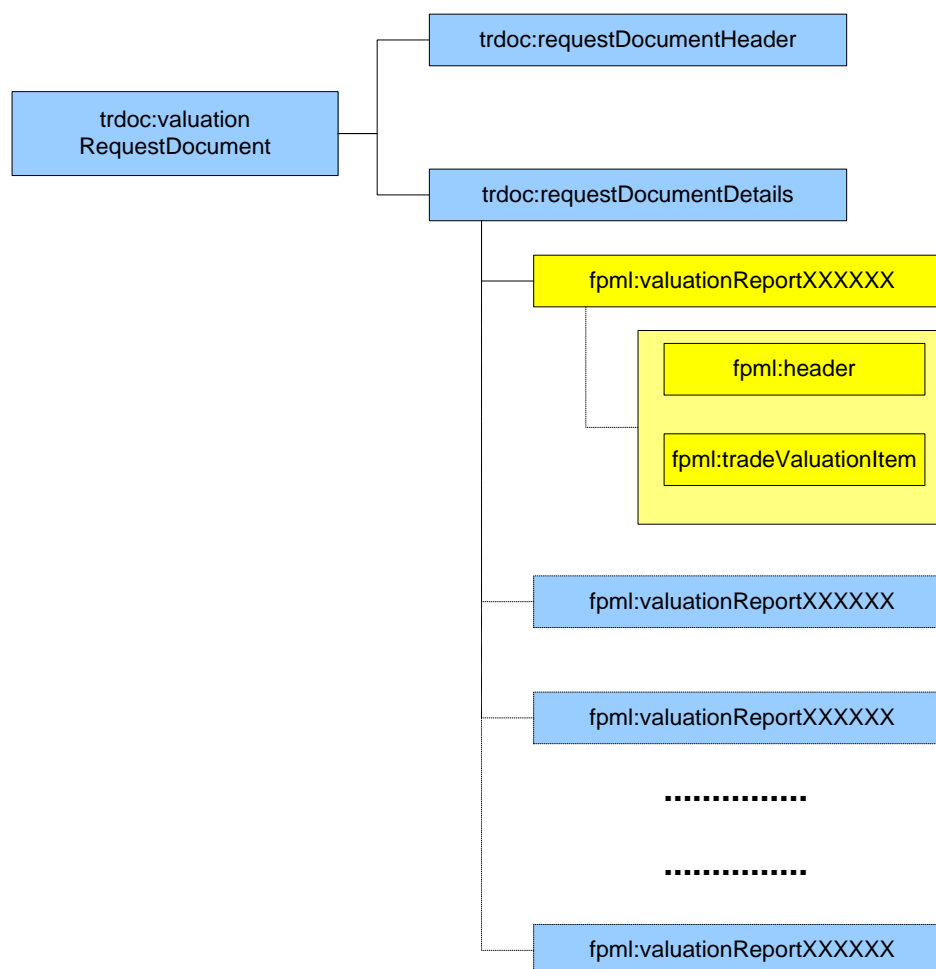 trdoc:requestDocumentHeader
trdoc:valuation
RequestDocument
trdoc:requestDocumentDetails
fpml:valuationReportXXXXXX
fpml:header
fpml:tradeValuationItem
fpml:valuationReportXXXXXX
fpml:valuationReportXXXXXX
...............
...............
fpml:valuationReportXXXXXX